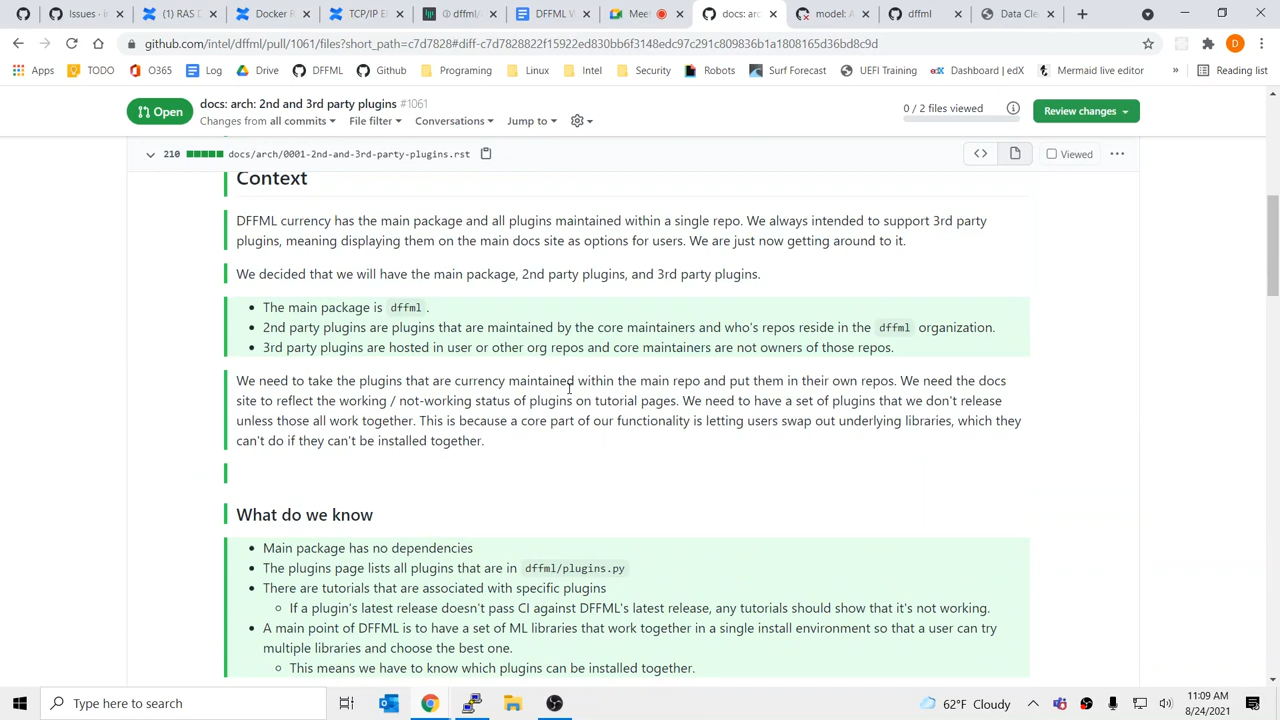 Issues · in
(1) RAS D
Docker R
TCP/IP E
dffml/
DFFML W
Meet
docs: arc
model: A
dffml
Data Cle
github.com/intel/dffml/pull/1061/files?short_path=c7d7828#diff-c7d7828822f15922ed830bb6f3148edc97c291c809836b1a1808165d36bd8c9d
D
Apps
TODO
O365
Log
Drive
DFFML
Github
Programing
Linux
Intel
Security
Robots
Surf Forecast
UEFI Training
edX
Dashboard | edX
Mermaid live editor
»
Reading list
Open
docs: arch: 2nd and 3rd party plugins #1061
Changes from all commits
File filter
Conversations
Jump to
0 / 2 files viewed
Review changes
210
docs/arch/0001-2nd-and-3rd-party-plugins.rst
Viewed
Context
DFFML currency has the main package and all plugins maintained within a single repo. We always intended to support 3rd party
plugins, meaning displaying them on the main docs site as options for users. We are just now getting around to it.
We decided that we will have the main package, 2nd party plugins, and 3rd party plugins.
• The main package is dffml .
• 2nd party plugins are plugins that are maintained by the core maintainers and who's repos reside in the dffml organization.
• 3rd party plugins are hosted in user or other org repos and core maintainers are not owners of those repos.
We need to take the plugins that are currency maintained within the main repo and put them in their own repos. We need the docs
site to reflect the working / not-working status of plugins on tutorial pages. We need to have a set of plugins that we don't release
unless those all work together. This is because a core part of our functionality is letting users swap out underlying libraries, which they
can't do if they can't be installed together.
What do we know
• Main package has no dependencies
• The plugins page lists all plugins that are in dffml/plugins.py
• There are tutorials that are associated with specific plugins
If a plugin's latest release doesn't pass CI against DFFML's latest release, any tutorials should show that it's not working.
• A main point of DFFML is to have a set of ML libraries that work together in a single install environment so that a user can try
multiple libraries and choose the best one.
This means we have to know which plugins can be installed together.
Type here to search
62°F Cloudy
11:09 AM
8/24/2021